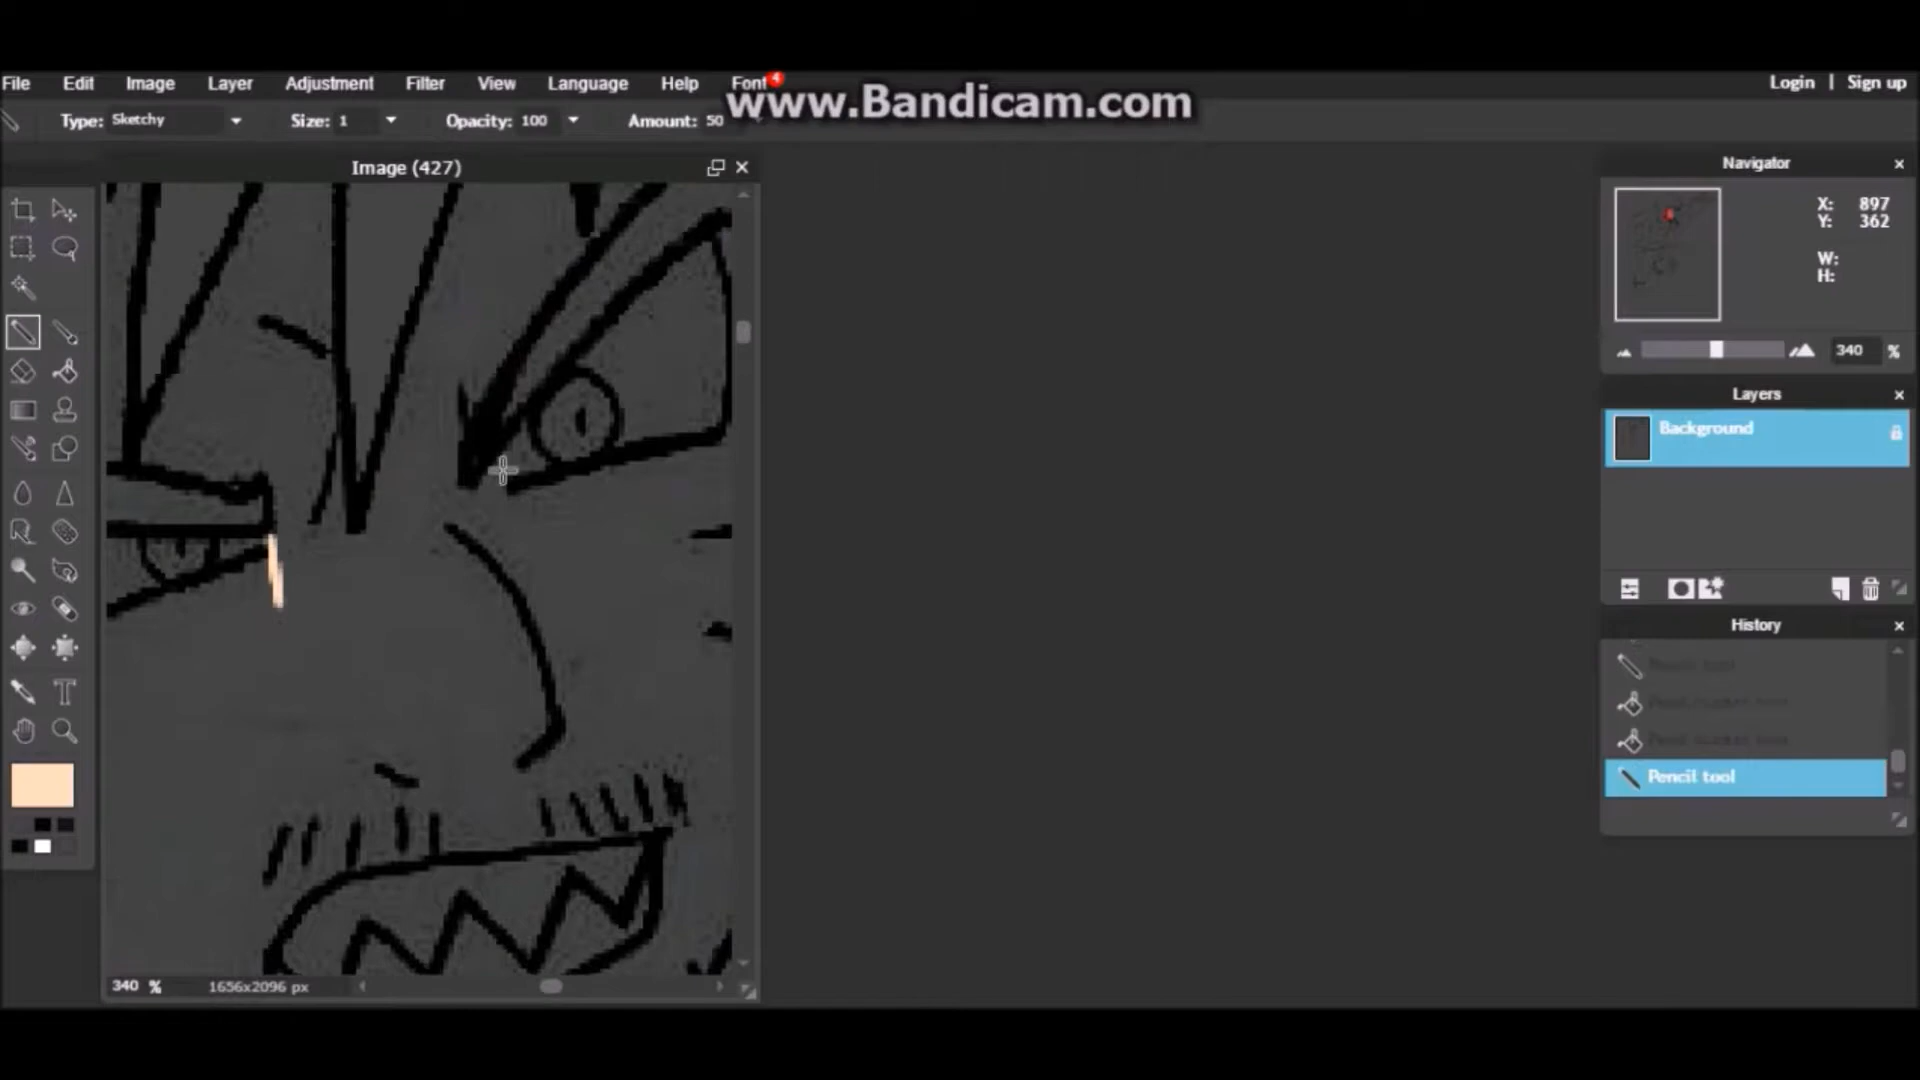 File Edit Image Layer Adjustment Filter View Language Help Font 4
www.Bandicam.com
Login | Sign up
Type: Sketchy Size: 1 Opacity: 100 Amount: 50
Image (427)
Navigator
X: 897
Y: 362
W:
H:
340 %
Layers
Background
History
Pencil tool
340 % 1656x2096 px